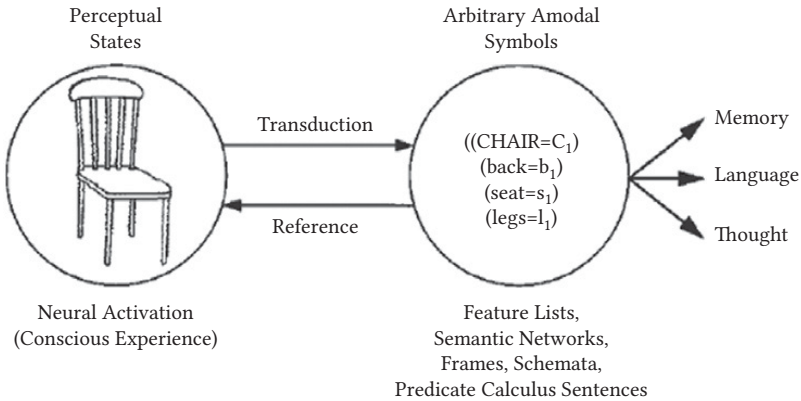 Perceptual
States
Arbitrary Amodal
Symbols
Transduction
Reference
((CHAIR=C₁)
(back=b₁)
(seat=s₁)
(legs=l₁)
Memory
Language
Thought
Neural Activation
(Conscious Experience)
Feature Lists,
Semantic Networks,
Frames, Schemata,
Predicate Calculus Sentences